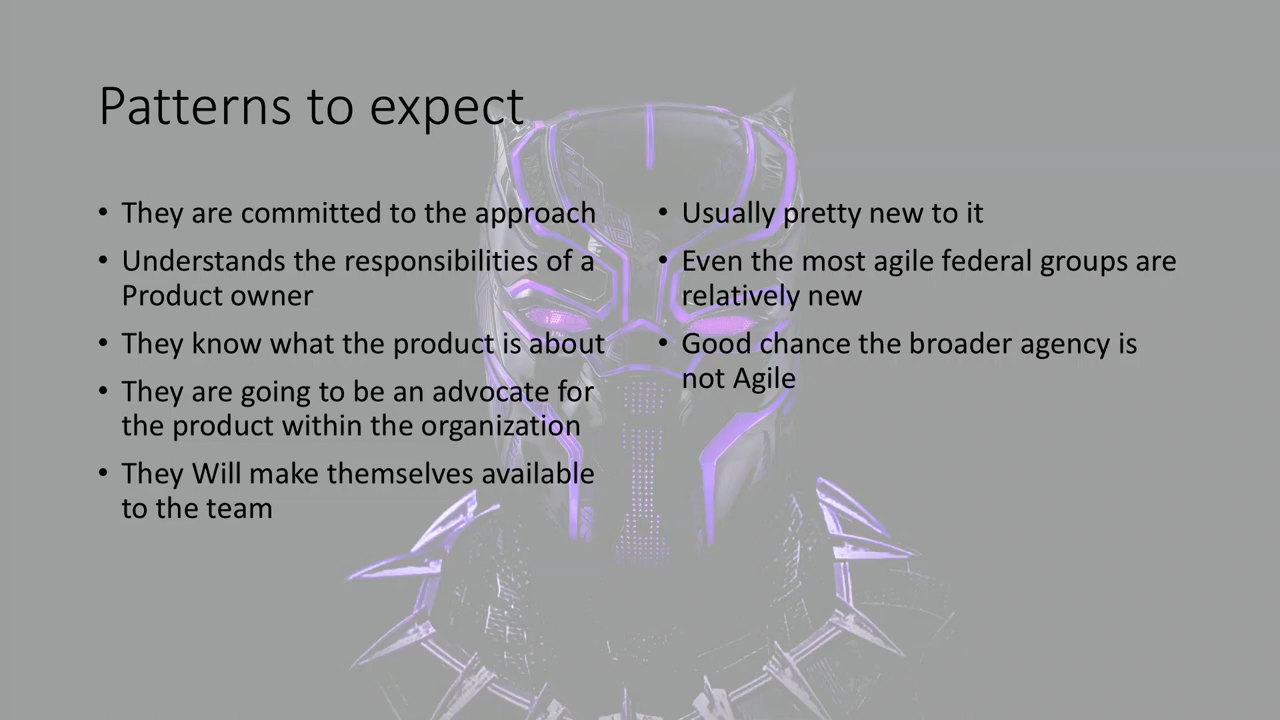 Patterns to expect
• They are committed to the approach
• Understands the responsibilities of a
Product owner
• They know what the product is about
• They are going to be an advocate for
the product within the organization
• They Will make themselves available
to the team
• Usually pretty new to it
• Even the most agile federal groups are
relatively new
• Good chance the broader agency is
not Agile